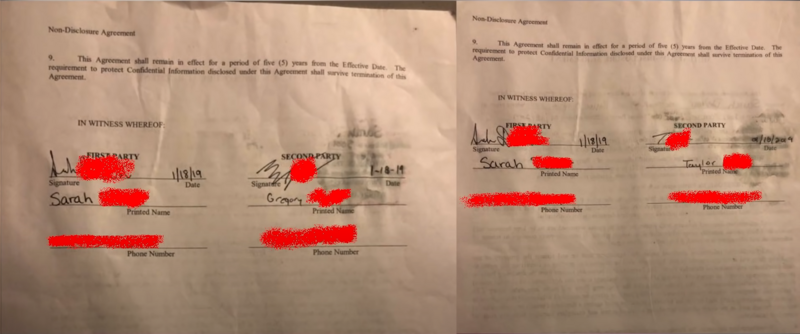 Non-Disclosure Agreement
9. This Agreement shall remain in effect for a period of five (5) years from the Effective Date. The
requirement to protect Confidential Information disclosed under this Agreement shall survive termination of this
Agreement.
IN WITNESS WHEREOF:
FIRST PARTY
SECOND PARTY
1/18/19
1-18-19
Signature
Date
Signature
Date
Sarah
Gregory
Printed Name
Printed Name
Phone Number
Phone Number
Non-Disclosure Agreement
9. This Agreement shall remain in effect for a period of five (5) years from the Effective Date. The
requirement to protect Confidential Information disclosed under this Agreement shall survive termination of this
Agreement.
IN WITNESS WHEREOF:
FIRST PARTY
SECOND PARTY
1/18/19
Signature
Date
Signature
Date
Sarah
Taylor
Printed Name
Printed Name
Phone Number
Phone Number